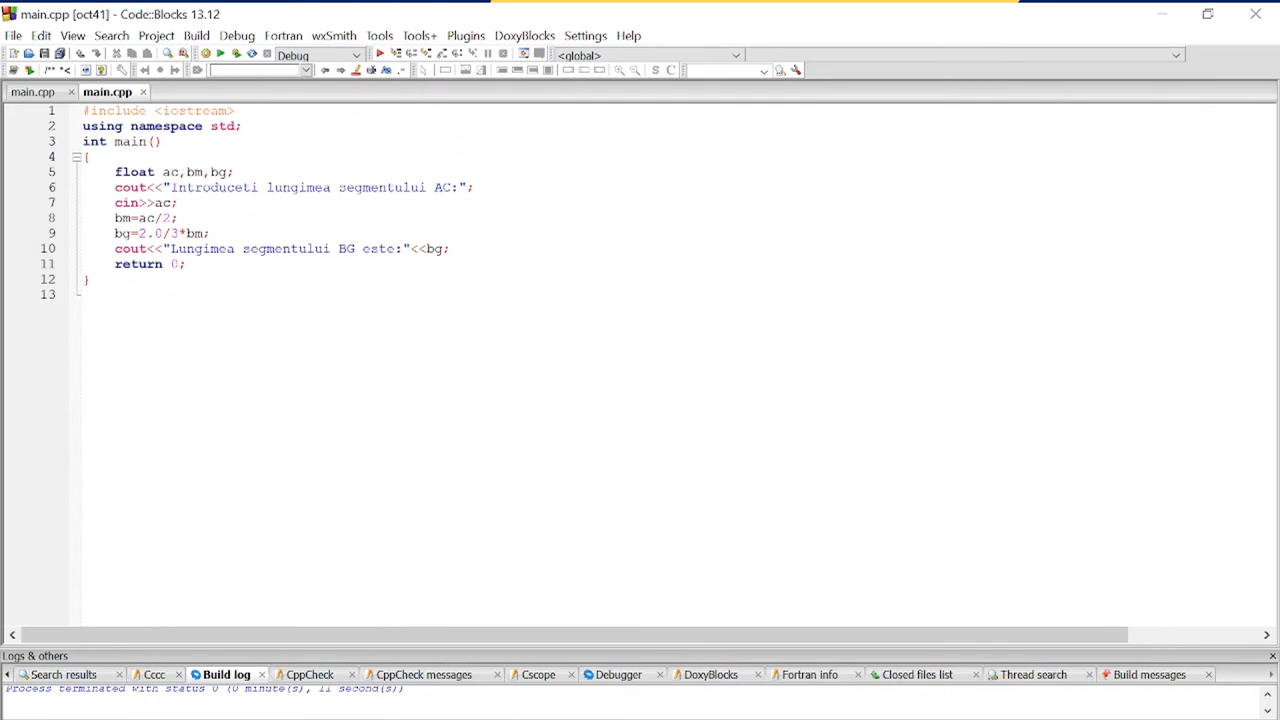 main.cpp [oct41] - Code::Blocks 13.12
File Edit View Search Project Build Debug Fortran wxSmith Tools Tools+ Plugins DoxyBlocks Settings Help
Debug <global>
/** *<
S C
main.cpp main.cpp
1 #include <iostream>
2 using namespace std;
3 int main()
4 {
5 float ac,bm,bg;
6 cout<<"Introduceti lungimea segmentului AC:";
7 cin>>ac;
8 bm=ac/2;
9 bg=2.0/3*bm;
10 cout<<"Lungimea segmentului BG este:"<<bg;
11 return 0;
12 }
13
Logs & others
Search results Cccc Build log CppCheck CppCheck messages Cscope Debugger DoxyBlocks Fortran info Closed files list Thread search Build messages
Process terminated with status 0 (0 minute(s), 11 second(s))